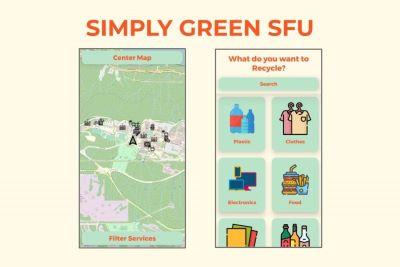 SIMPLY GREEN SFU
Center Map
Filter Services
What do you want to
Recycle?
Search
Plastic
Clothes
Electronics
Food